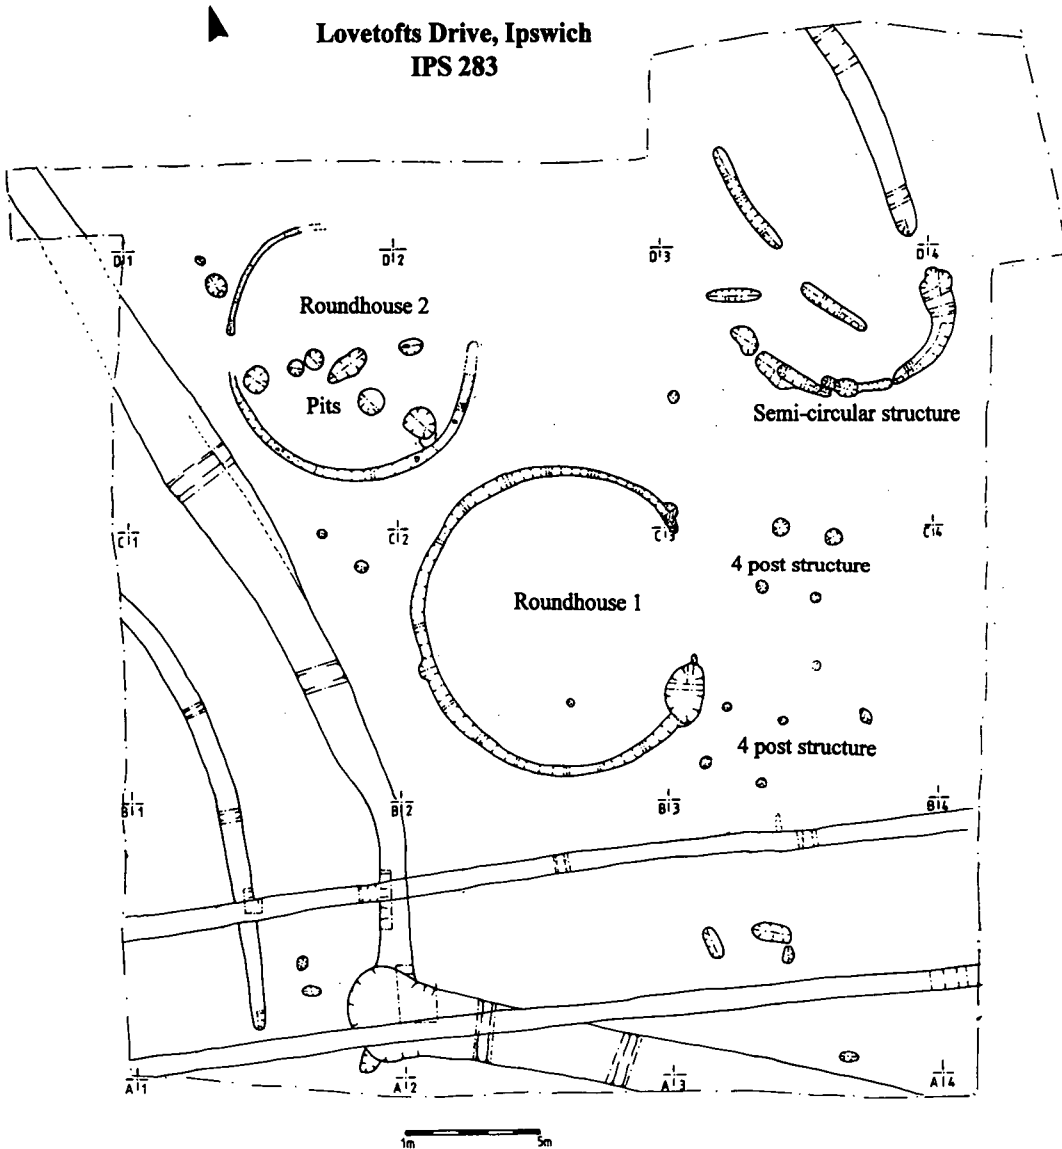 Lovetofts Drive, Ipswich
IPS 283
D1
D2
D3
D4
Roundhouse 2
Pits
Semi-circular structure
C1
C2
C3
C4
4 post structure
Roundhouse 1
4 post structure
B1
B2
B3
B4
A1
A2
A3
A4
1m
5m